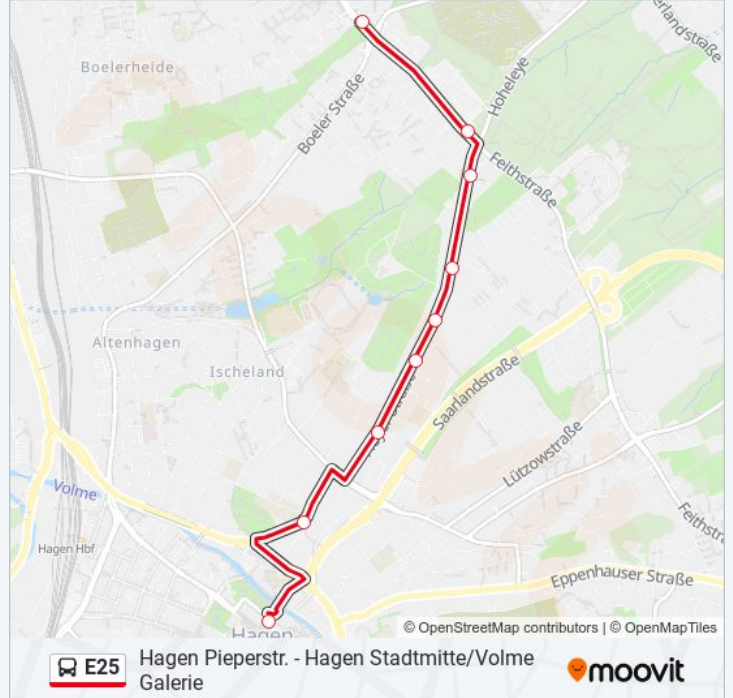 erlandstraße
Boelerheide
Hoheleye
Boeler Straße
Feithstraße
Altenhagen
Ischeland
Saarlandstraße
Lützowstraße
Volme
Feithstr
Hagen Hbf
Eppenhauser Straße
Hagen
© OpenStreetMap contributors | © OpenMapTiles
E25
Hagen Pieperstr. - Hagen Stadtmitte/Volme
Galerie
moovit